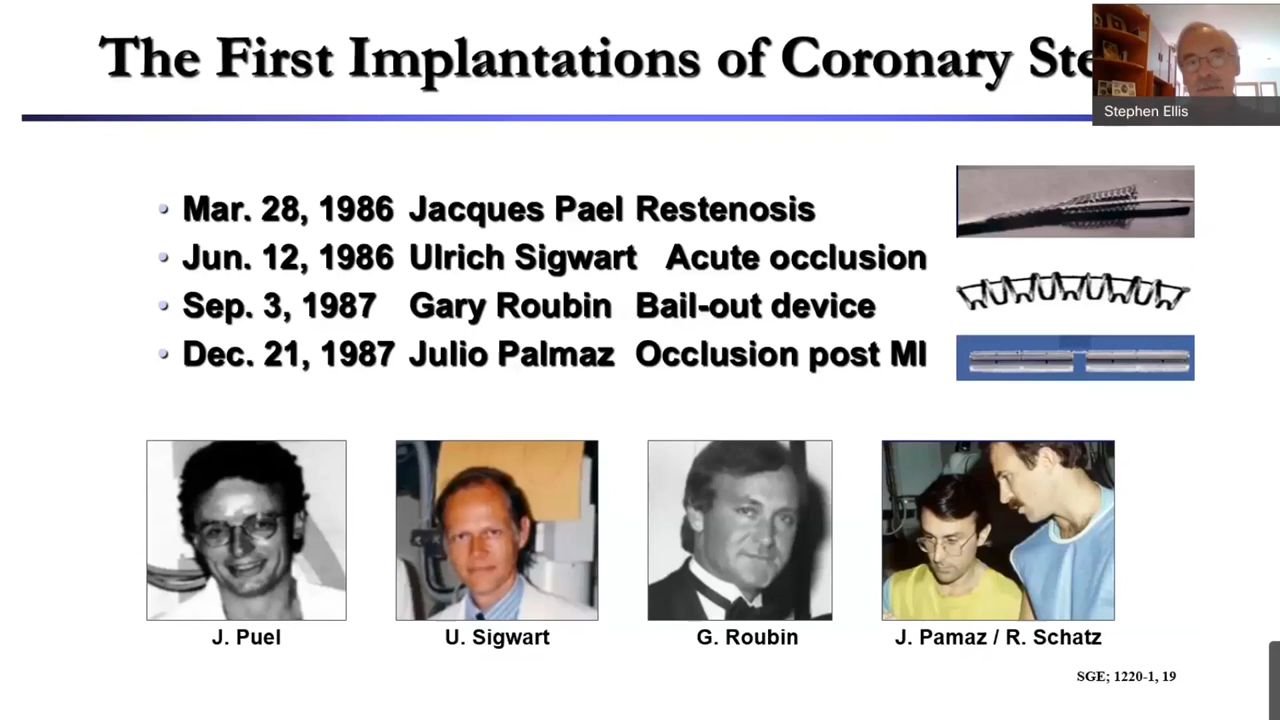 The First Implantations of Coronary Ste
Stephen Ellis
• Mar. 28, 1986 Jacques Pael Restenosis
• Jun. 12, 1986 Ulrich Sigwart Acute occlusion
• Sep. 3, 1987 Gary Roubin Bail-out device
• Dec. 21, 1987 Julio Palmaz Occlusion post MI
J. Puel
U. Sigwart
G. Roubin
J. Pamaz / R. Schatz
SGE; 1220-1, 19